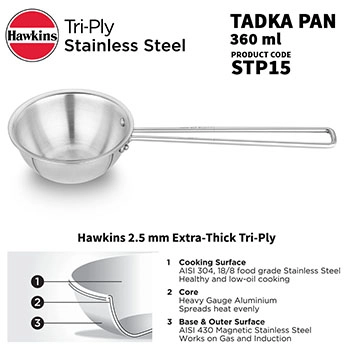 Hawkins
Tri-Ply
Stainless Steel
TADKA PAN
360 ml
PRODUCT CODE
STP15
Hawkins 2.5 mm Extra-Thick Tri-Ply
1
2
3
1 Cooking Surface
AISI 304, 18/8 food grade Stainless Steel
Healthy and low-oil cooking
2 Core
Heavy Gauge Aluminium
Spreads heat evenly
3 Base & Outer Surface
AISI 430 Magnetic Stainless Steel
Works on Gas and Induction